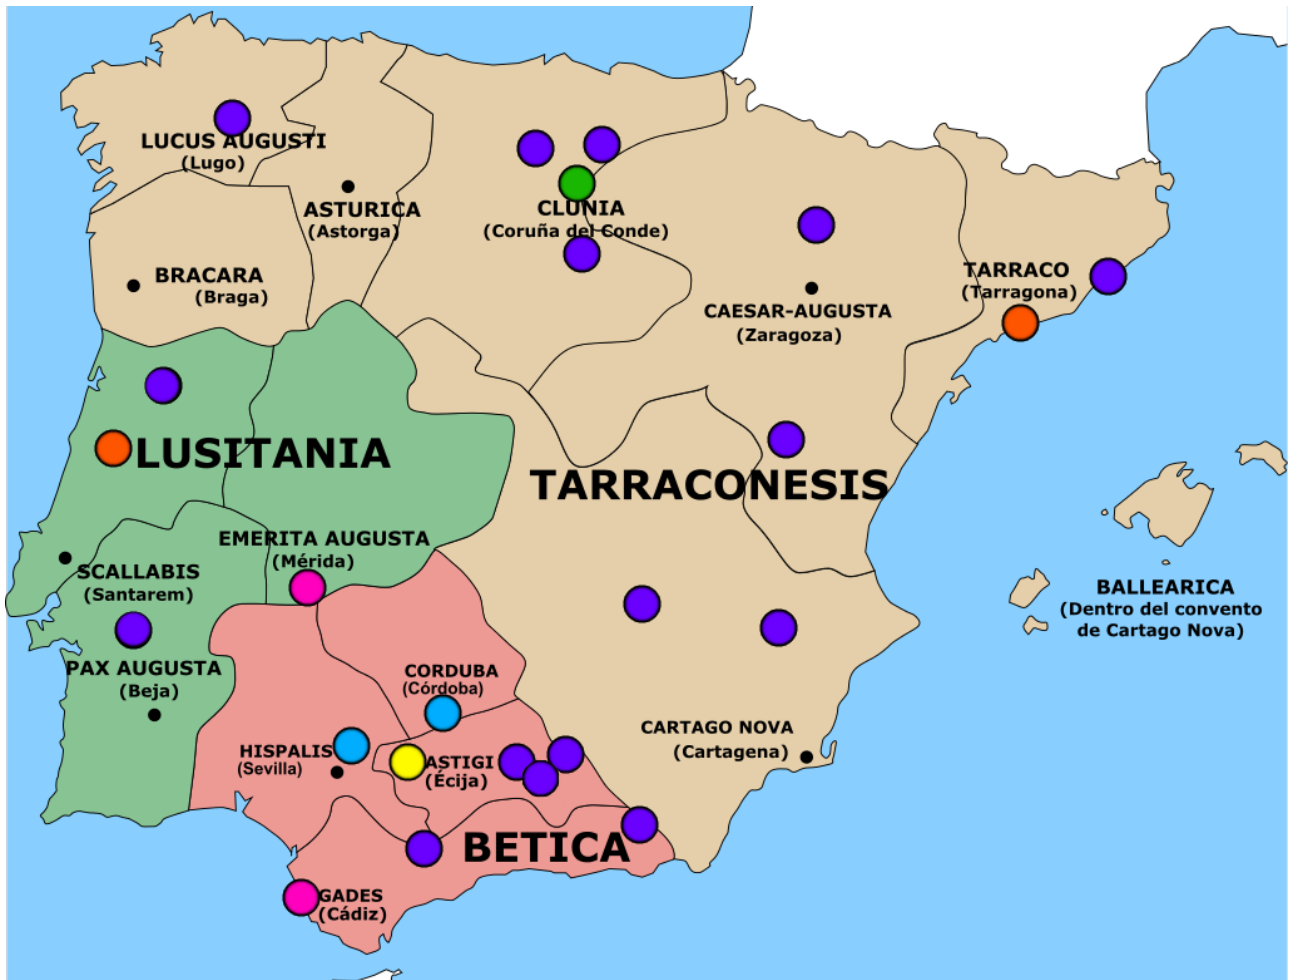 LUCUS AUGUSTI
(Lugo)
ASTURICA
(Astorga)
CLUNIA
(Coruña del Conde)
BRACARA
(Braga)
TARRACO
(Tarragona)
CAESAR-AUGUSTA
(Zaragoza)
LUSITANIA
TARRACONESIS
EMERITA AUGUSTA
(Mérida)
SCALLABIS
(Santarem)
BALLEARICA
(Dentro del convento
de Cartago Nova)
PAX AUGUSTA
(Beja)
CORDUBA
(Córdoba)
CARTAGO NOVA
(Cartagena)
HISPALIS
(Sevilla)
ASTIGI
(Écija)
BETICA
GADES
(Cádiz)